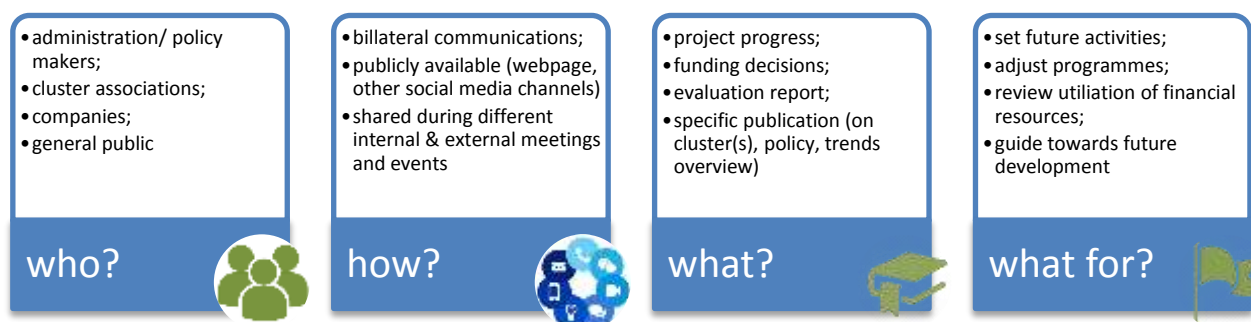 •administration/ policy
makers;
•cluster associations;
•companies;
•general public
who?
•billateral communications;
•publicly available (webpage,
other social media channels)
•shared during different
internal & external meetings
and events
how?
•project progress;
•funding decisions;
•evaluation report;
•specific publication (on
cluster(s), policy, trends
overview)
what?
•set future activities;
•adjust programmes;
•review utiliation of financial
resources;
•guide towards future
development
what for?